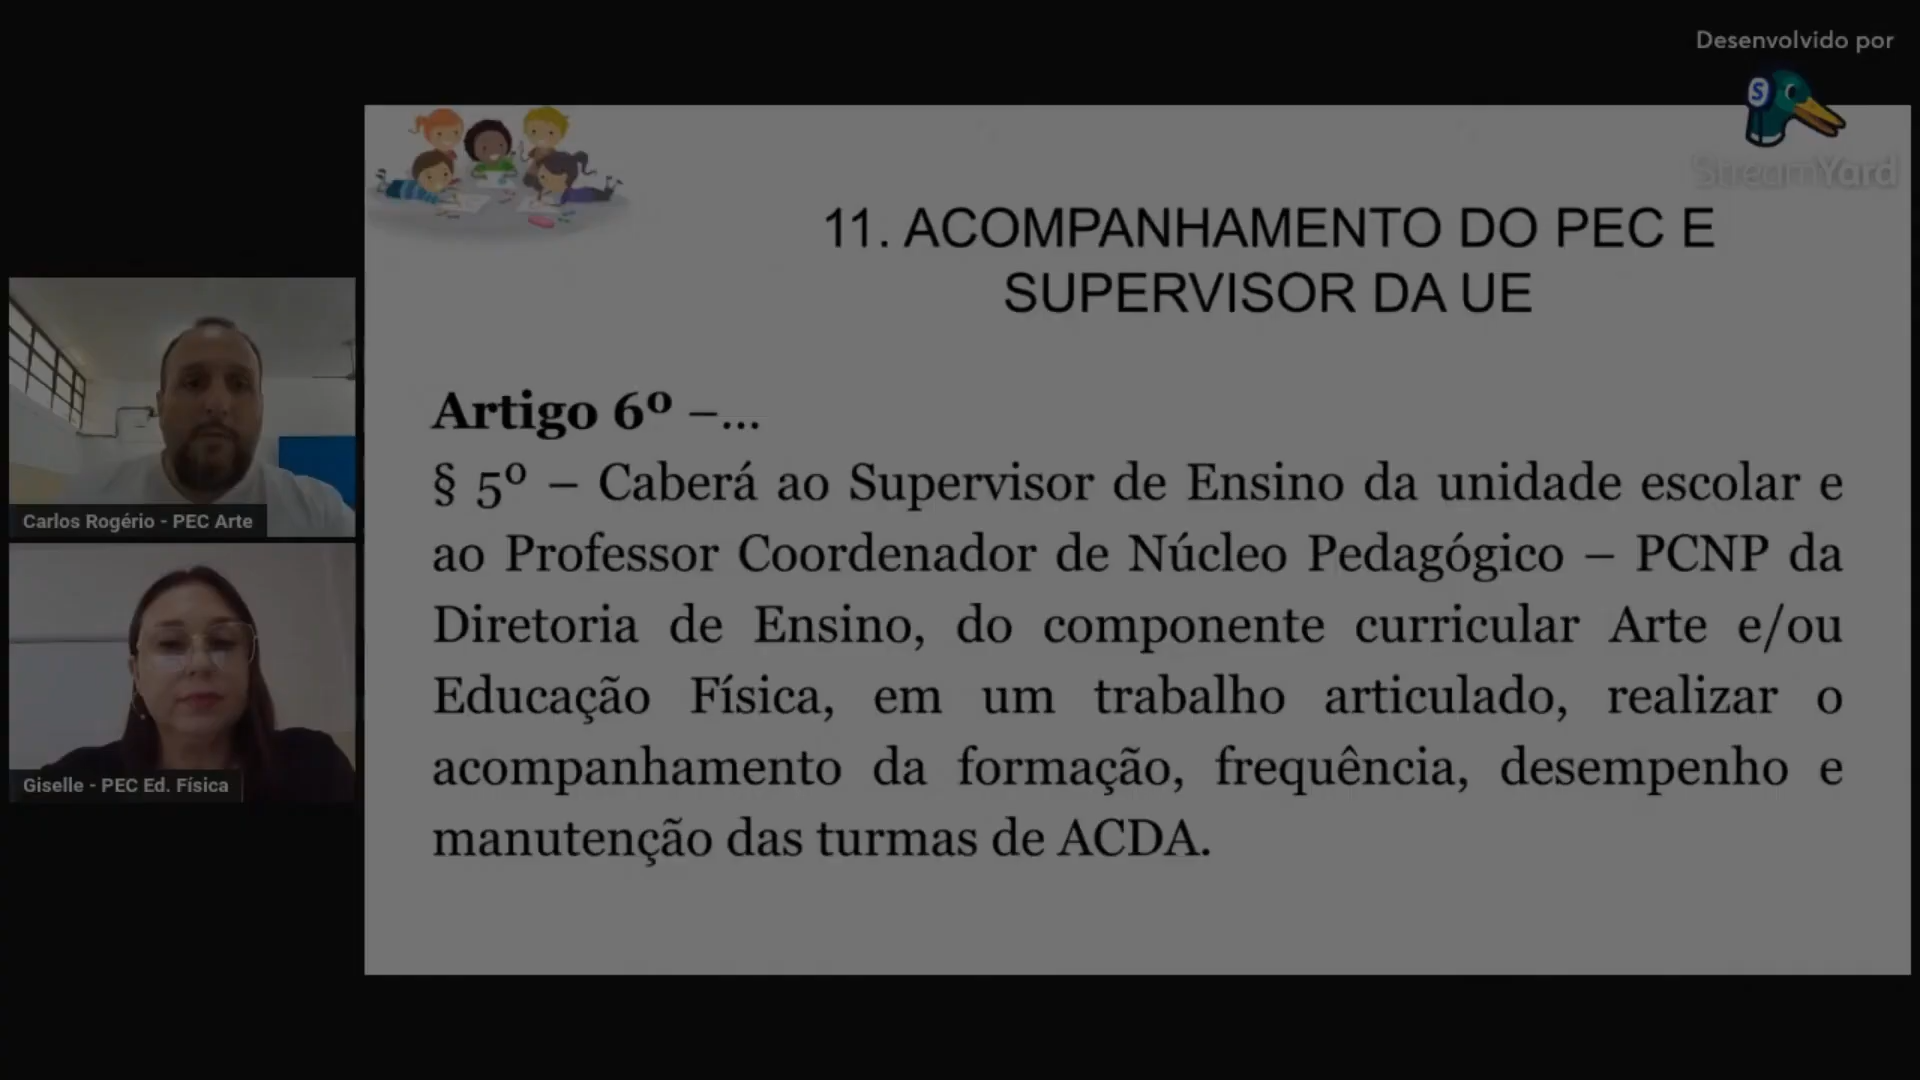 Desenvolvido por
S
StreamYard
11. ACOMPANHAMENTO DO PEC E
SUPERVISOR DA UE
Artigo 6º –...
§ 5º – Caberá ao Supervisor de Ensino da unidade escolar e
ao Professor Coordenador de Núcleo Pedagógico – PCNP da
Diretoria de Ensino, do componente curricular Arte e/ou
Educação Física, em um trabalho articulado, realizar o
acompanhamento da formação, frequência, desempenho e
manutenção das turmas de ACDA.
Carlos Rogério - PEC Arte
Giselle - PEC Ed. Física